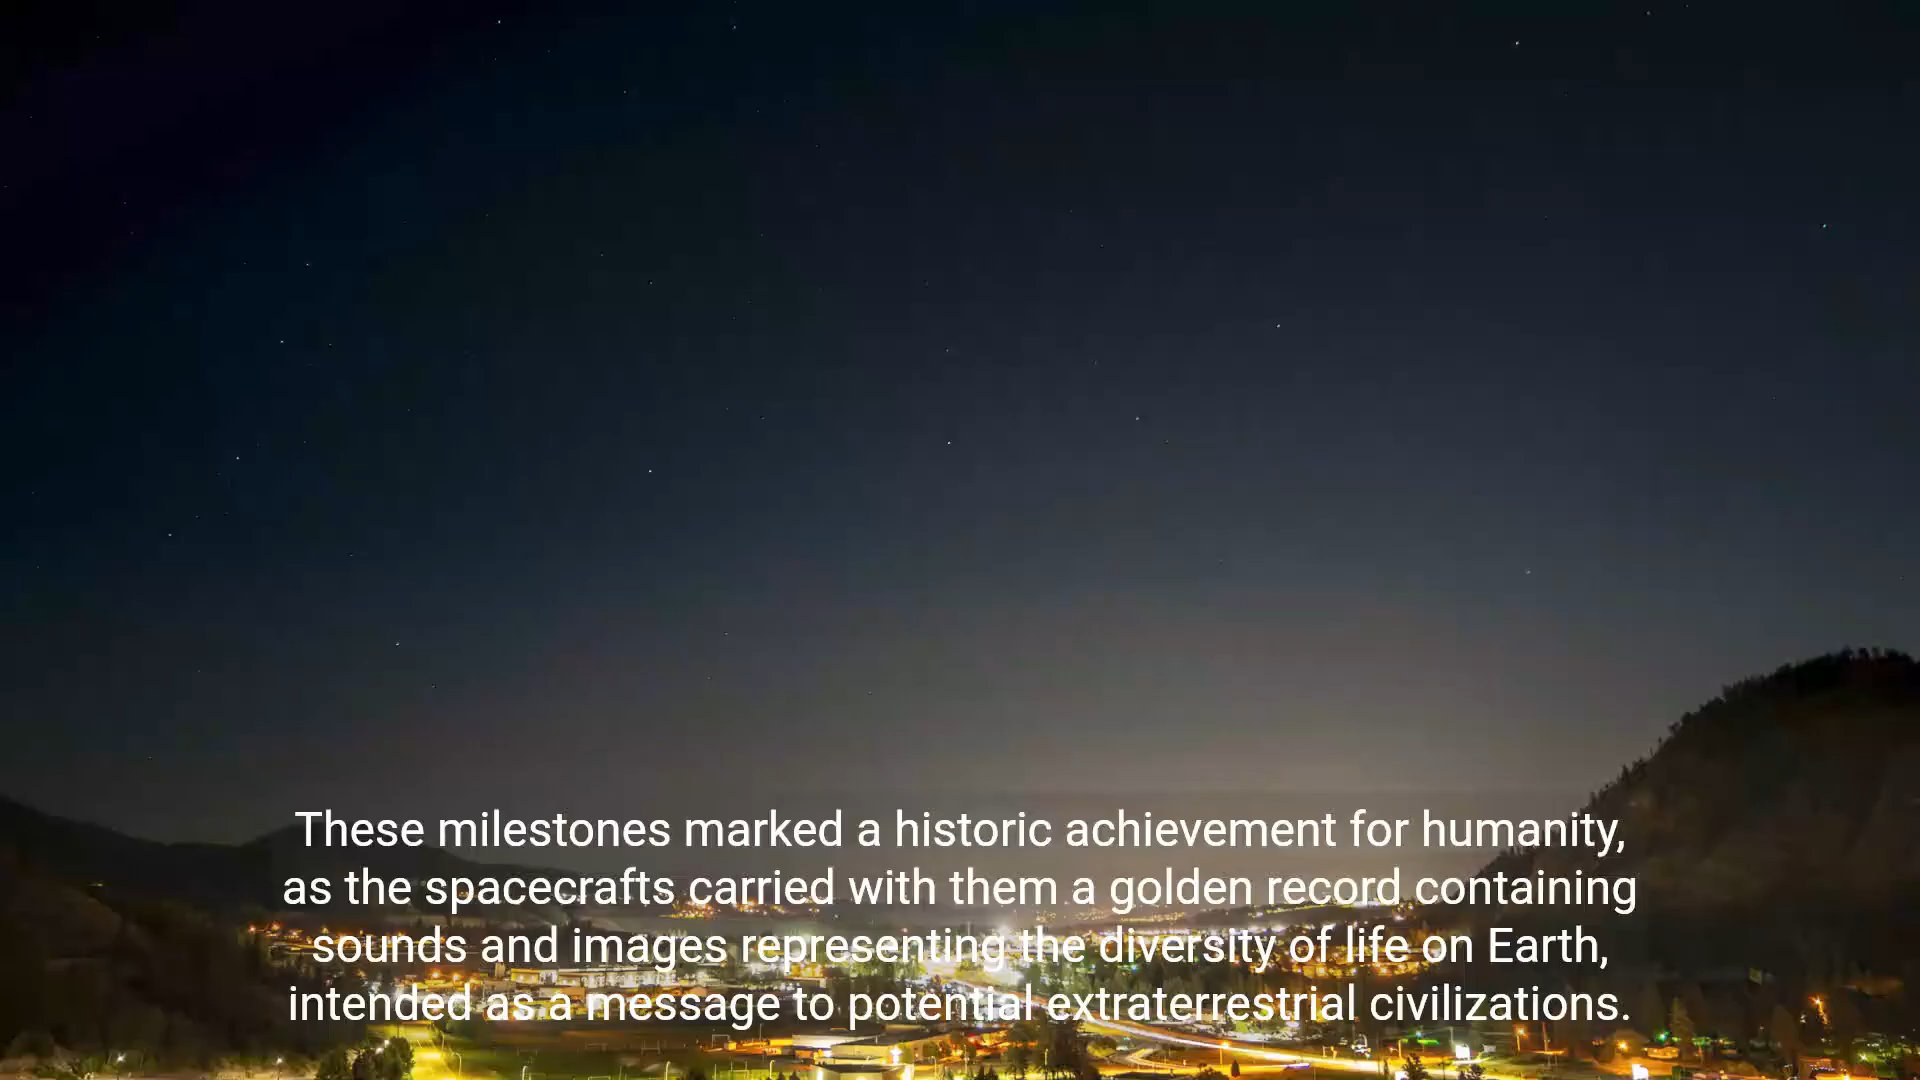 These milestones marked a historic achievement for humanity,
as the spacecrafts carried with them a golden record containing
sounds and images representing the diversity of life on Earth,
intended as a message to potential extraterrestrial civilizations.